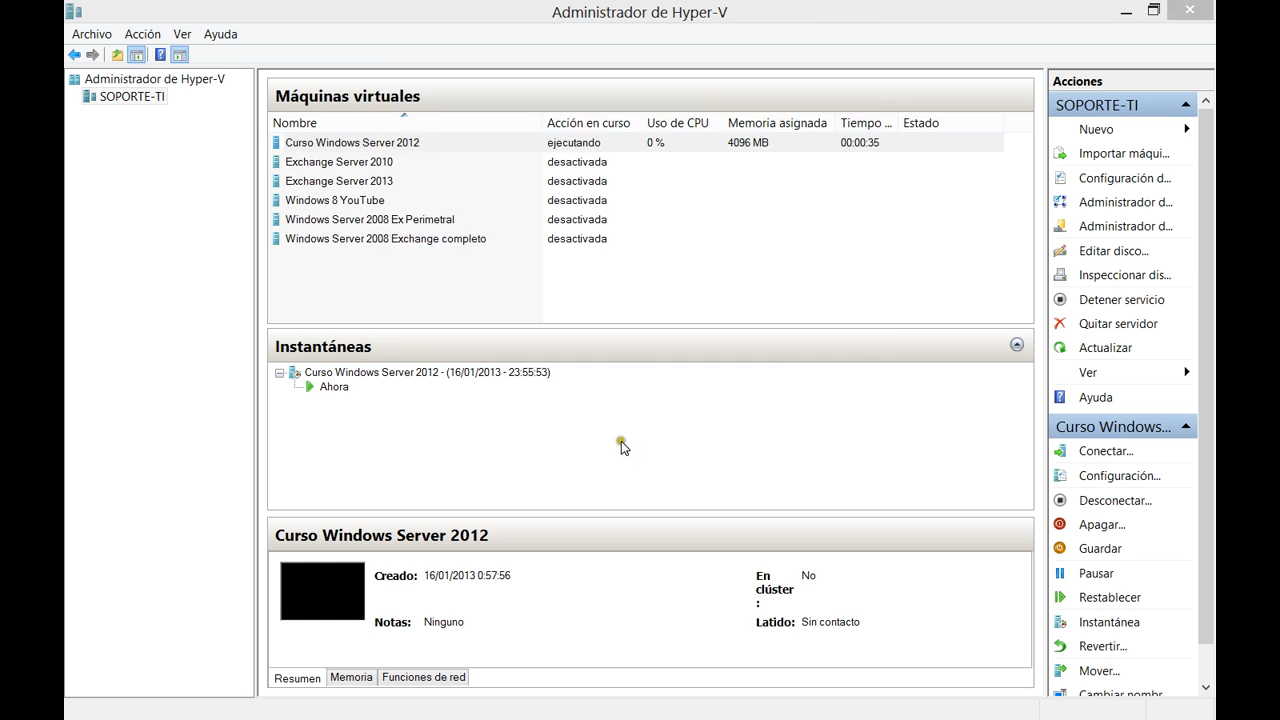 Administrador de Hyper-V
Archivo Acción Ver Ayuda
Administrador de Hyper-V
SOPORTE-TI
Máquinas virtuales
Nombre Acción en curso Uso de CPU Memoria asignada Tiempo ... Estado
Curso Windows Server 2012 ejecutando 0 % 4096 MB 00:00:35
Exchange Server 2010 desactivada
Exchange Server 2013 desactivada
Windows 8 YouTube desactivada
Windows Server 2008 Ex Perimetral desactivada
Windows Server 2008 Exchange completo desactivada
Instantáneas
Curso Windows Server 2012 - (16/01/2013 - 23:55:53)
Ahora
Curso Windows Server 2012
Creado: 16/01/2013 0:57:56 En clúster : No
Notas: Ninguno Latido: Sin contacto
Resumen Memoria Funciones de red
Acciones
SOPORTE-TI
Nuevo
Importar máqui...
Configuración d...
Administrador d...
Administrador d...
Editar disco...
Inspeccionar dis...
Detener servicio
Quitar servidor
Actualizar
Ver
Ayuda
Curso Windows...
Conectar...
Configuración...
Desconectar...
Apagar...
Guardar
Pausar
Restablecer
Instantánea
Revertir...
Mover...
Cambiar nombr...